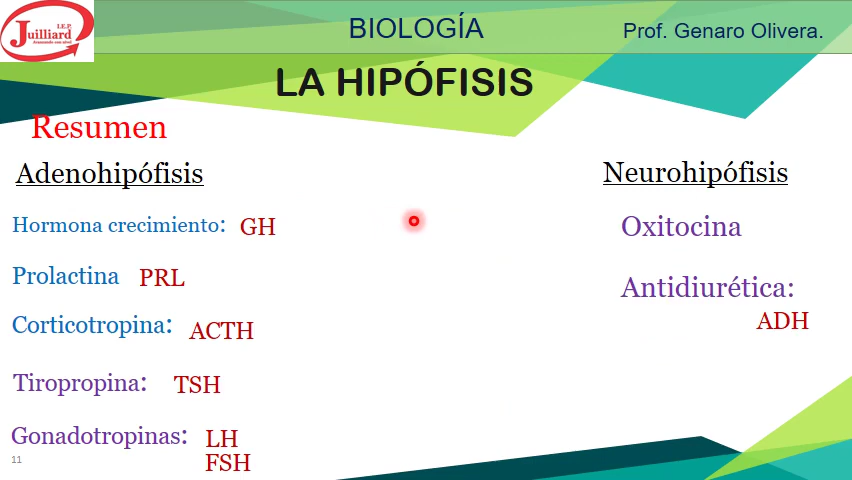 I.E.P.
Juilliard
BIOLOGÍA
Prof. Genaro Olivera.
LA HIPÓFISIS
Resumen
Adenohipófisis
Hormona crecimiento: GH
Prolactina PRL
Corticotropina: ACTH
Tiropropina: TSH
Gonadotropinas: LH
FSH
Neurohipófisis
Oxitocina
Antidiurética:
ADH
11